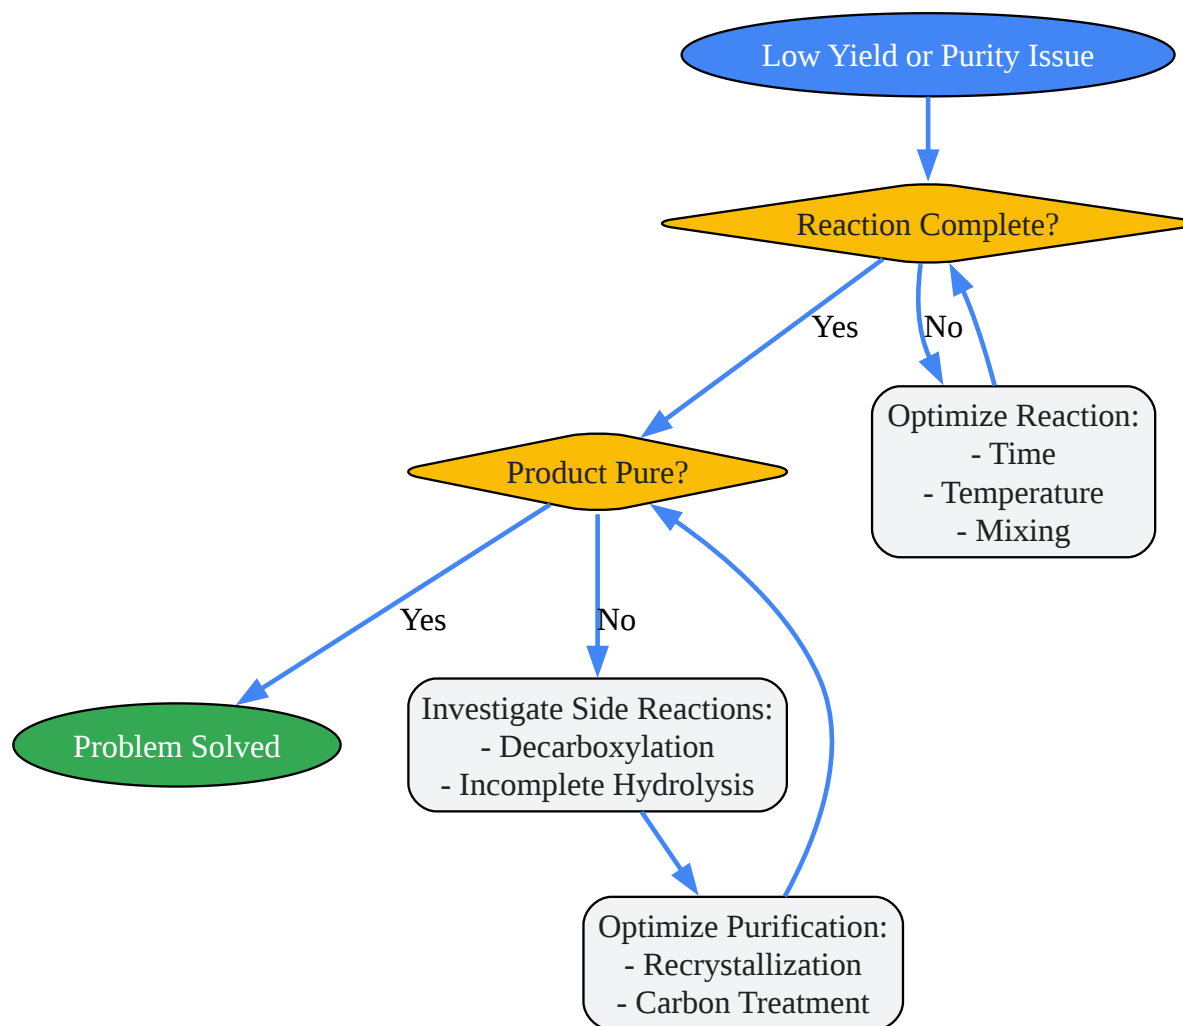 Low Yield or Purity Issue
Reaction Complete?
Yes
No
Optimize Reaction:
- Time
- Temperature
- Mixing
Product Pure?
Yes
No
Problem Solved
Investigate Side Reactions:
- Decarboxylation
- Incomplete Hydrolysis
Optimize Purification:
- Recrystallization
- Carbon Treatment